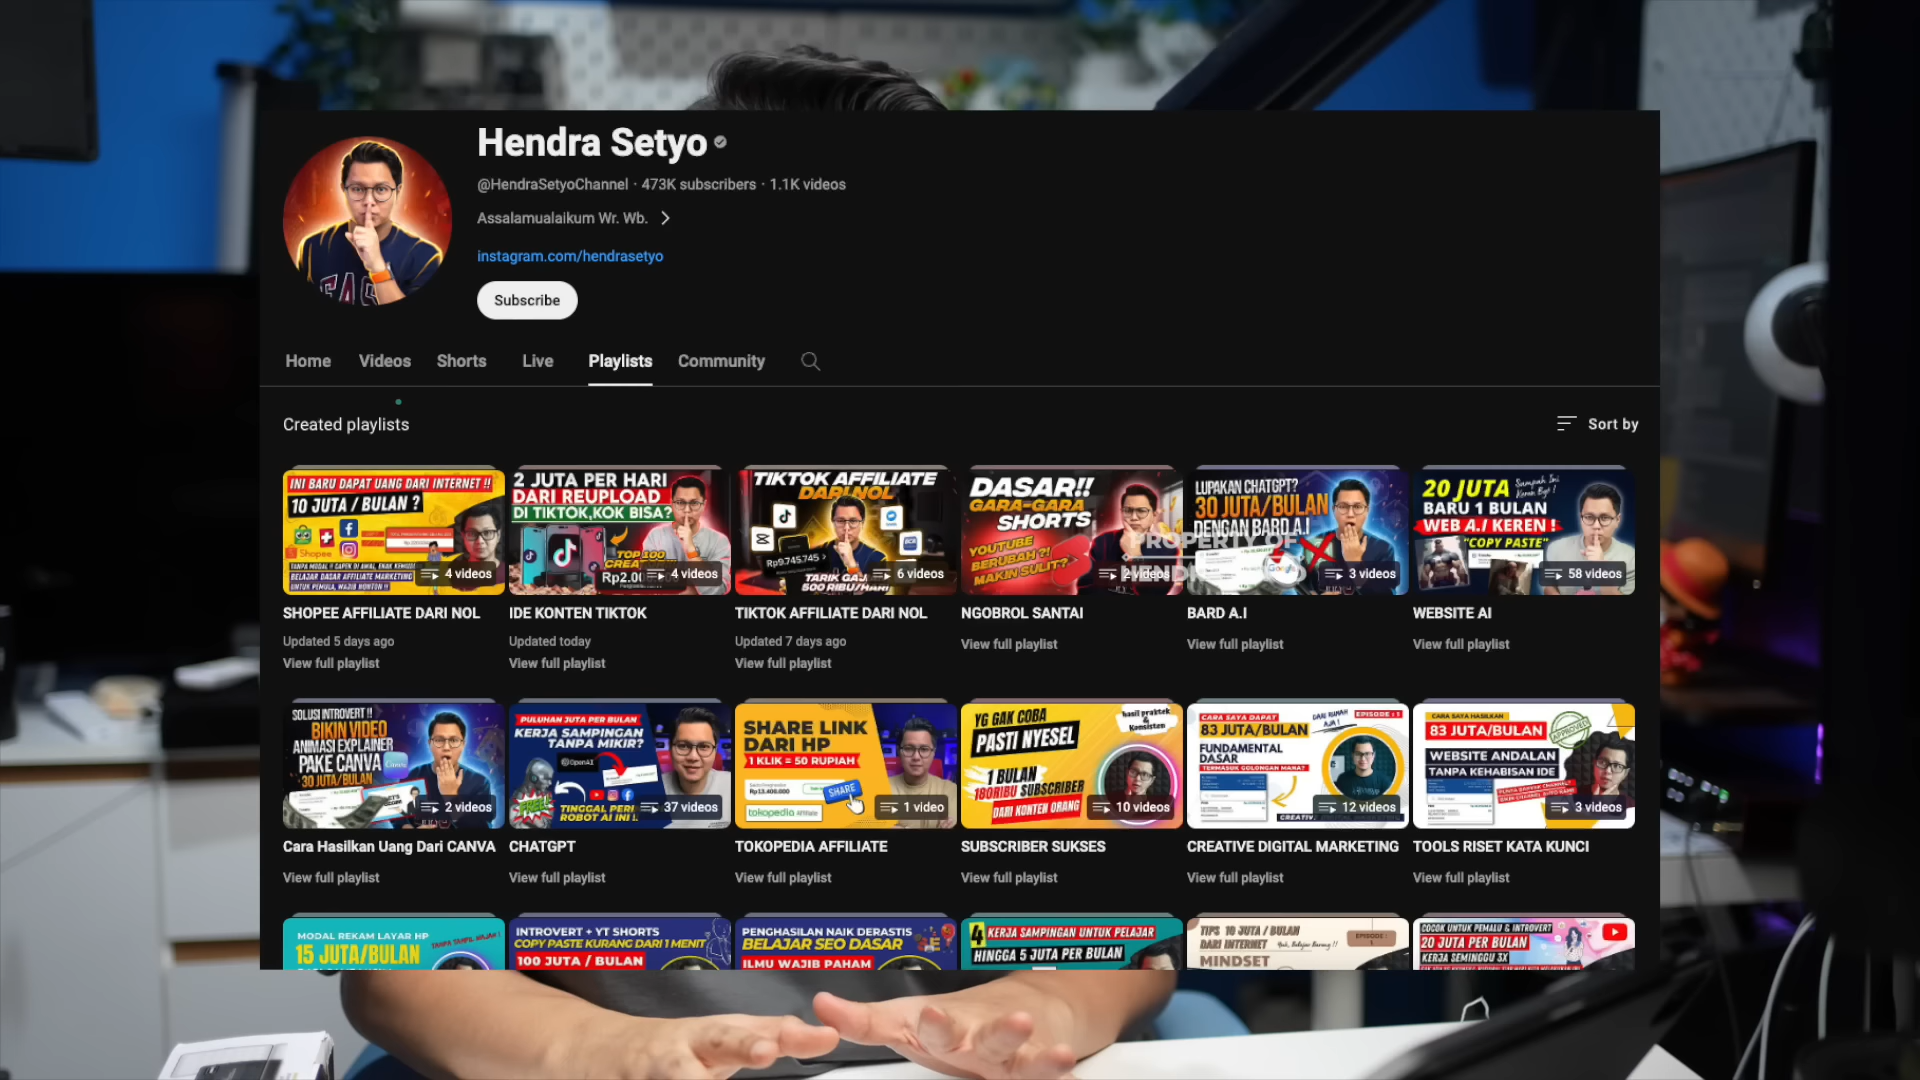 Hendra Setyo
@HendraSetyoChannel · 473K subscribers · 1.1K videos
Assalamualaikum Wr. Wb.
instagram.com/hendrasetyo
Subscribe
Home Videos Shorts Live Playlists Community
Created playlists
Sort by
INI BARU DAPAT UANG DARI INTERNET !!
10 JUTA / BULAN ?
Shopee
TANPA MODAL !! CAPEK DI AWAL, ENAK KEMUDI
BELAJAR DASAR AFFILIATE MARKETING
UNTUK PEMULA, WAJIB NONTON !!
4 videos
SHOPEE AFFILIATE DARI NOL
Updated 5 days ago
View full playlist
2 JUTA PER HARI
DARI REUPLOAD
DI TIKTOK,KOK BISA?
TOP 100
Rp2.00
4 videos
IDE KONTEN TIKTOK
Updated today
View full playlist
TIKTOK AFFILIATE
DARI NOL
Rp9.745.745
TARIK GAJI
500 RIBU/HARI
6 videos
TIKTOK AFFILIATE DARI NOL
Updated 7 days ago
View full playlist
DASAR!!
GARA-GARA
SHORTS
YOUTUBE
BERUBAH ?!
MAKIN SULIT?
2 videos
PROPERTY OF
NGOBROL SANTAI
View full playlist
LUPAKAN CHATGPT?
30 JUTA/BULAN
DENGAN BARD A.I
Google
3 videos
BARD A.I
View full playlist
20 JUTA
Sumpah Ini
Keren Bgt !
BARU 1 BULAN
WEB A.I KEREN !
"COPY PASTE"
58 videos
WEBSITE AI
View full playlist
SOLUSI INTROVERT !!
BIKIN VIDEO
ANIMASI EXPLAINER
PAKE CANVA
Canva
30 JUTA/BULAN
2 videos
Cara Hasilkan Uang Dari CANVA
View full playlist
PULUHAN JUTA PER BULAN
KERJA SAMPINGAN
TANPA MIKIR?
OpenAI
FREE!
TINGGAL PERI
ROBOT AI INI !
37 videos
CHATGPT
View full playlist
SHARE LINK
DARI HP
1 KLIK = 50 RUPIAH
Rp13.400.000
SHARE
tokopedia Affiliate
1 video
TOKOPEDIA AFFILIATE
View full playlist
YG GAK COBA
PASTI NYESEL
hasil praktek
&
Konsisten
1 BULAN
180RIBU SUBSCRIBER
DARI KONTEN ORANG
10 videos
SUBSCRIBER SUKSES
View full playlist
CARA SAYA DAPAT
DARI RUMAH
AJA !
EPISODE : 1
83 JUTA/BULAN
FUNDAMENTAL
DASAR
TERMASUK GOLONGAN MANA?
12 videos
CREATIVE DIGITAL MARKETING
View full playlist
CARA SAYA HASILKAN
83 JUTA/BULAN
APPROVED
WEBSITE ANDALAN
TANPA KEHABISAN IDE
3 videos
TOOLS RISET KATA KUNCI
View full playlist
MODAL REKAM LAYAR HP
15 JUTA/BULAN
INTROVERT + YT SHORTS
COPY PASTE KURANG DARI 1 MENIT
100 JUTA / BULAN
PENGHASILAN NAIK DERASTIS
BELAJAR SEO DASAR
ILMU WAJIB PAHAM
4 KERJA SAMPINGAN UNTUK PELAJAR
HINGGA 5 JUTA PER BULAN
TIPS 10 JUTA / BULAN
DARI INTERNET
Yuk, Belajar Bareng !!
MINDSET
COCOK UNTUK PEMALU & INTROVERT
20 JUTA PER BULAN
KERJA SEMINGGU 3X